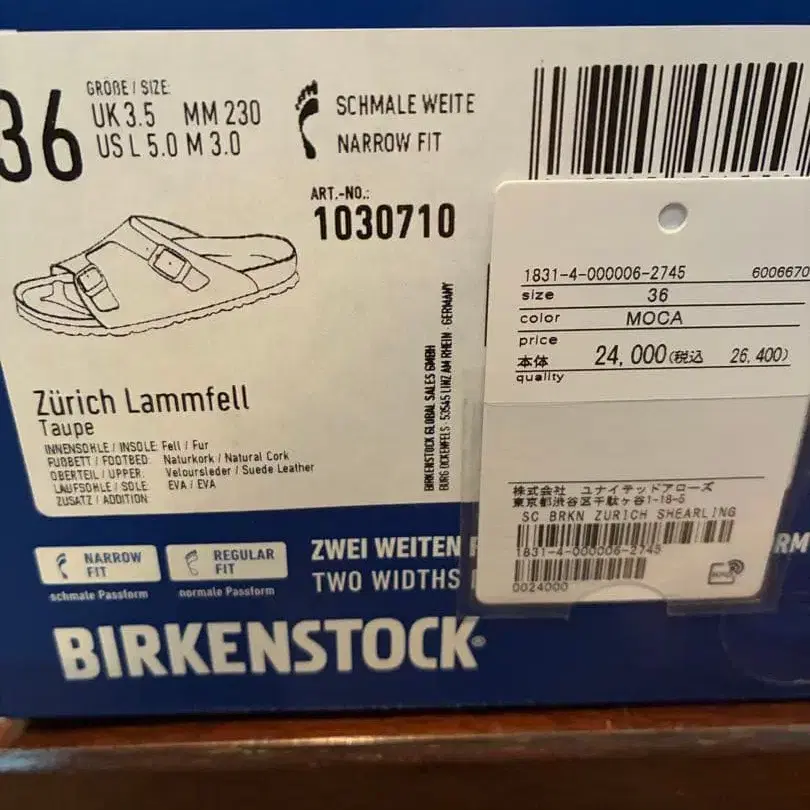 36
GRÖßE / SIZE:
UK 3.5 MM 230
US L 5.0 M 3.0
SCHMALE WEITE
NARROW FIT
ART.-NO.:
1030710
Zürich Lammfell
Taupe
INNENSOHLE / INSOLE: Fell / Fur
FUßBETT / FOOTBED: Naturkork / Natural Cork
OBERTEIL / UPPER: Veloursleder / Suede Leather
LAUFSOHLE / SOLE: EVA / EVA
ZUSATZ / ADDITION:
BIRKENSTOCK GLOBAL SALES GMBH
BURG OCKENFELS · 53545 LINZ AM RHEIN · GERMANY
1831-4-000006-2745 6006670
size 36
color MOCA
price
本体 24,000(税込 26,400)
quality
株式会社 ユナイテッドアローズ
東京都渋谷区千駄ヶ谷1-18-5
SC BRKN ZURICH SHEARLING
1831-4-000006-2745
0024000
NARROW FIT
schmale Passform
REGULAR FIT
normale Passform
ZWEI WEITEN
TWO WIDTHS
BIRKENSTOCK®